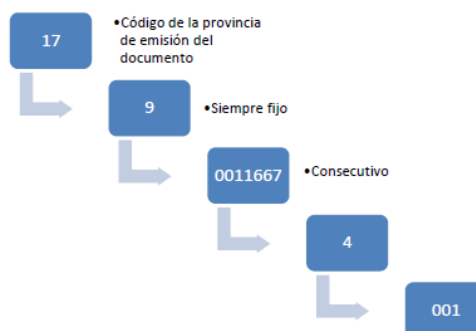 17
•Código de la provincia
de emisión del
documento
9
•Siempre fijo
0011667
•Consecutivo
4
001